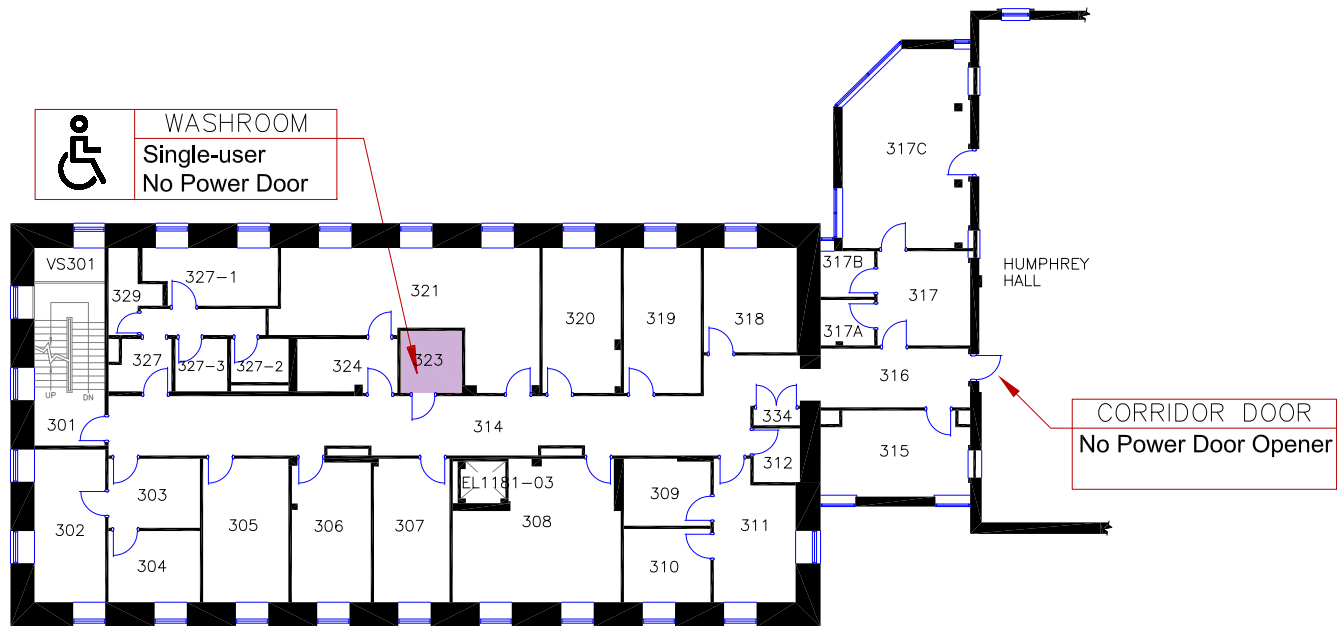 WASHROOM
Single-user
No Power Door
317C
HUMPHREY
HALL
VS301
329
327-1
321
320
319
318
317B
317
317A
327
327-3
327-2
324
323
316
UP
DN
301
314
334
312
315
CORRIDOR DOOR
No Power Door Opener
302
303
304
305
306
307
EL1181-03
308
309
310
311